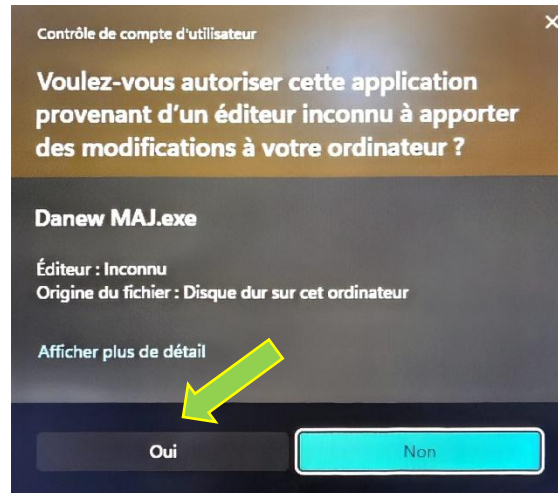 Contrôle de compte d'utilisateur
Voulez-vous autoriser cette application
provenant d'un éditeur inconnu à apporter
des modifications à votre ordinateur ?
Danew MAJ.exe
Éditeur : Inconnu
Origine du fichier : Disque dur sur cet ordinateur
Afficher plus de détail
Oui
Non